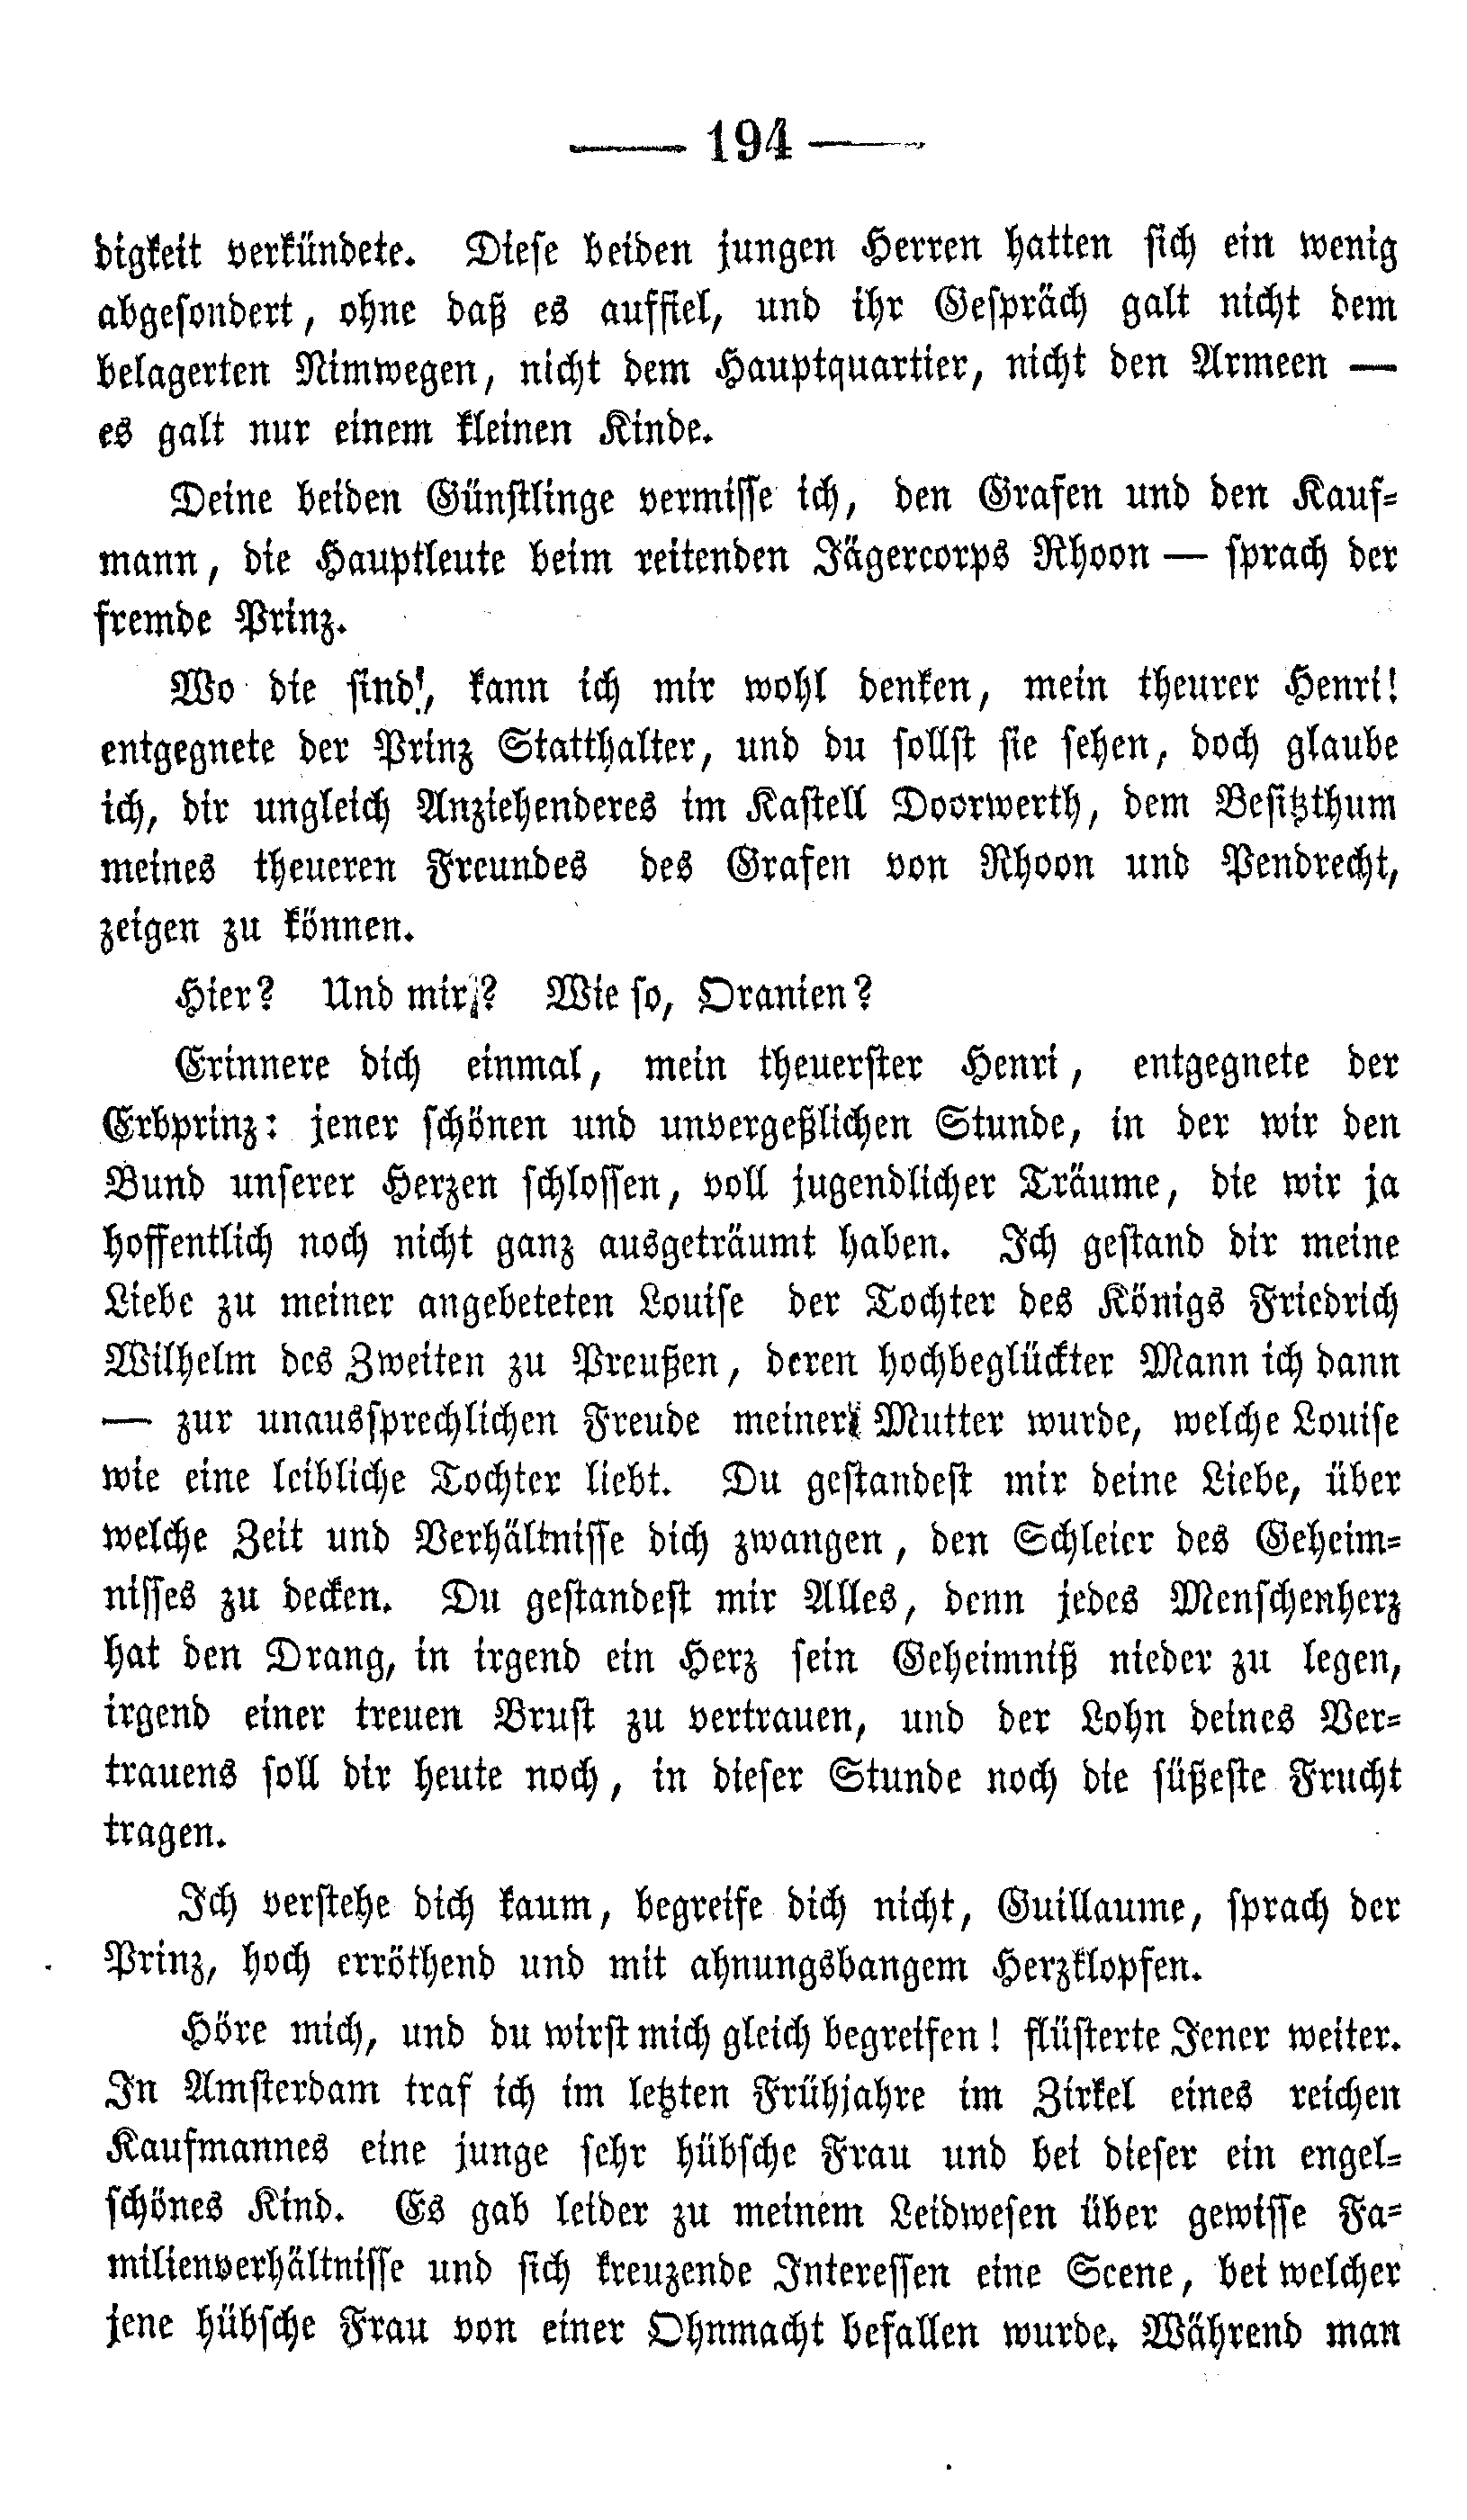 — 194 —
digkeit verkündete. Diese beiden jungen Herren hatten sich ein wenig
abgesondert, ohne daß es auffiel, und ihr Gespräch galt nicht dem
belagerten Nimwegen, nicht dem Hauptquartier, nicht den Armeen —
es galt nur einem kleinen Kinde.
Deine beiden Günstlinge vermisse ich, den Grafen und den Kauf-
mann, die Hauptleute beim reitenden Jägercorps Rhoon — sprach der
fremde Prinz.
Wo die sind, kann ich mir wohl denken, mein theurer Henri!
entgegnete der Prinz Statthalter, und du sollst sie sehen, doch glaube
ich, dir ungleich Anziehenderes im Kastell Doorwerth, dem Besitzthum
meines theueren Freundes des Grafen von Rhoon und Pendrecht,
zeigen zu können.
Hier? Und mir? Wie so, Oranien?
Erinnere dich einmal, mein theuerster Henri, entgegnete der
Erbprinz: jener schönen und unvergeßlichen Stunde, in der wir den
Bund unserer Herzen schlossen, voll jugendlicher Träume, die wir ja
hoffentlich noch nicht ganz ausgeträumt haben. Ich gestand dir meine
Liebe zu meiner angebeteten Louise der Tochter des Königs Friedrich
Wilhelm des Zweiten zu Preußen, deren hochbeglückter Mann ich dann
— zur unaussprechlichen Freude meiner Mutter wurde, welche Louise
wie eine leibliche Tochter liebt. Du gestandest mir deine Liebe, über
welche Zeit und Verhältnisse dich zwangen, den Schleier des Geheim-
nisses zu decken. Du gestandest mir Alles, denn jedes Menschenherz
hat den Drang, in irgend ein Herz sein Geheimniß nieder zu legen,
irgend einer treuen Brust zu vertrauen, und der Lohn deines Ver-
trauens soll dir heute noch, in dieser Stunde noch die süßeste Frucht
tragen.
Ich verstehe dich kaum, begreife dich nicht, Guillaume, sprach der
Prinz, hoch erröthend und mit ahnungsbangem Herzklopfen.
Höre mich, und du wirst mich gleich begreifen! flüsterte Jener weiter.
In Amsterdam traf ich im letzten Frühjahre im Zirkel eines reichen
Kaufmannes eine junge sehr hübsche Frau und bei dieser ein engel-
schönes Kind. Es gab leider zu meinem Leidwesen über gewisse Fa-
milienverhältnisse und sich kreuzende Interessen eine Scene, bei welcher
jene hübsche Frau von einer Ohnmacht befallen wurde. Während man